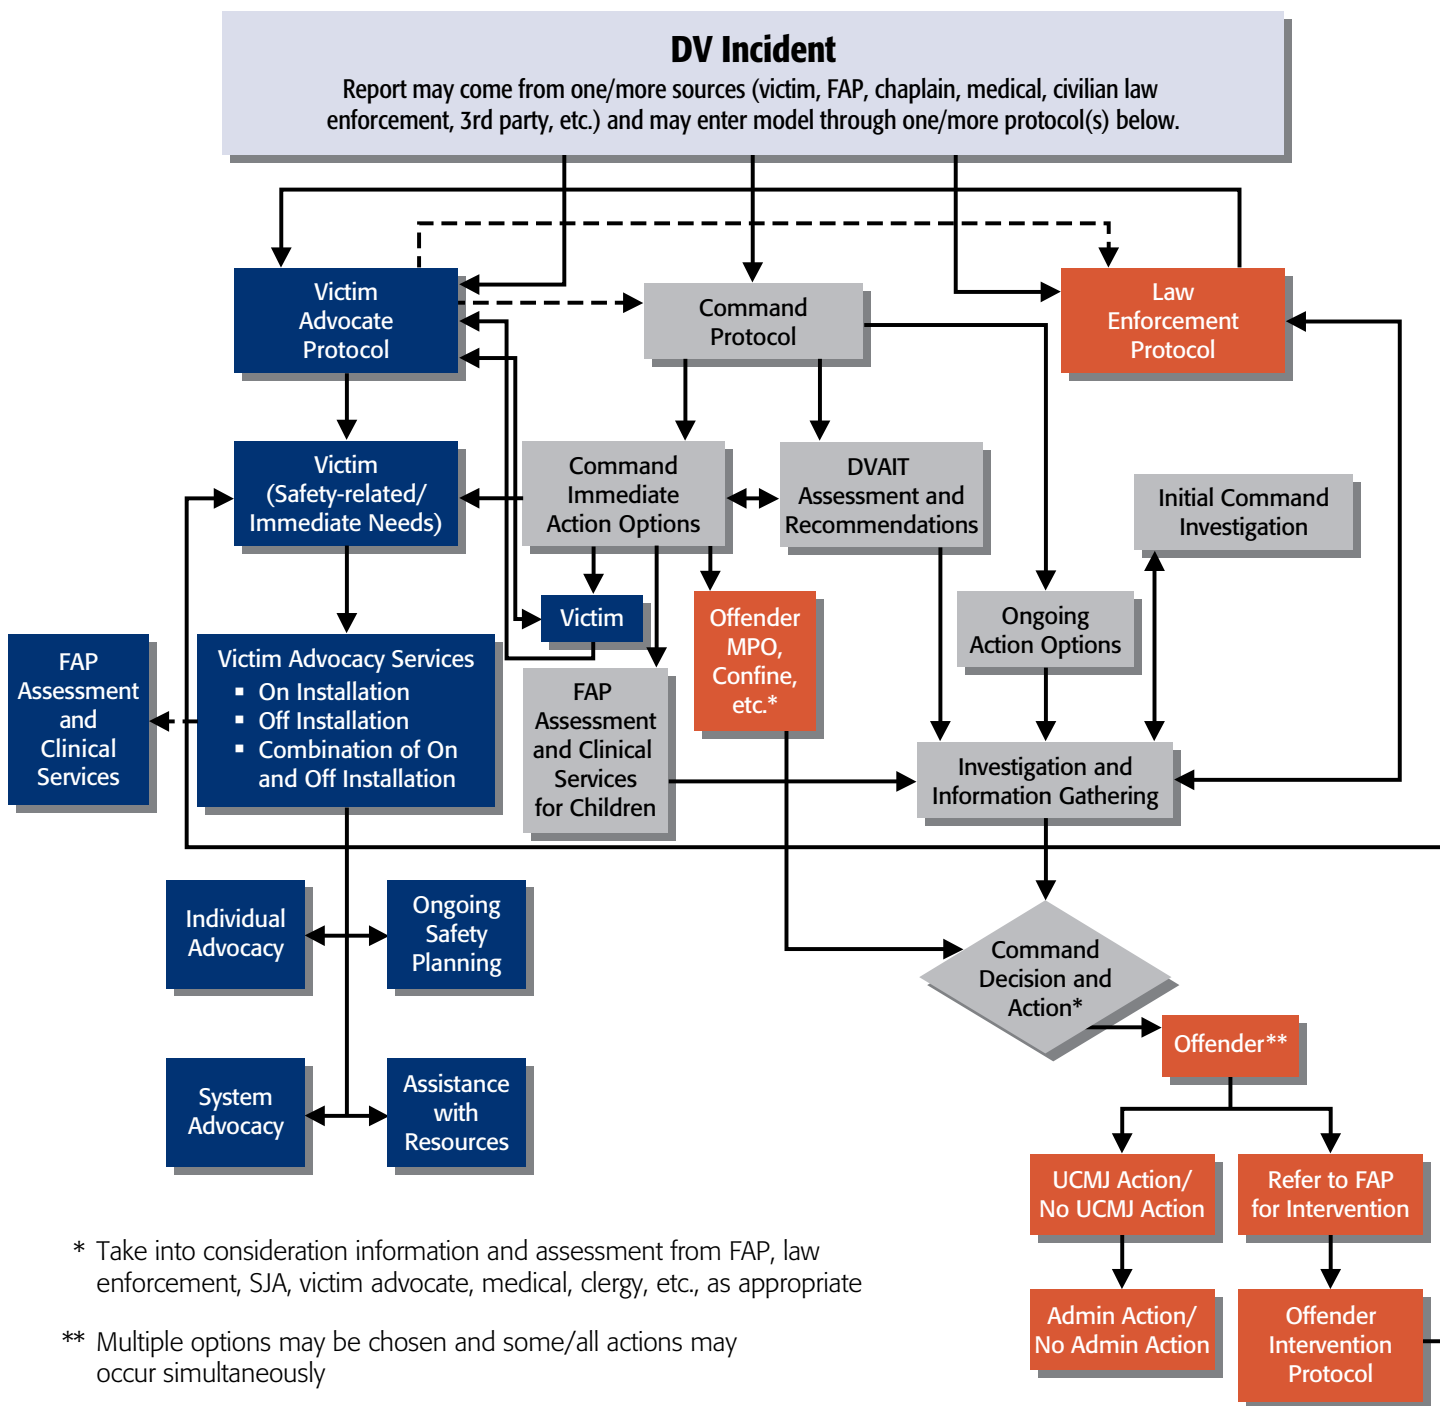 DV Incident
Report may come from one/more sources (victim, FAP, chaplain, medical, civilian law
enforcement, 3rd party, etc.) and may enter model through one/more protocol(s) below.
Victim
Advocate
Protocol
Command
Protocol
Law
Enforcement
Protocol
Victim
(Safety-related/
Immediate Needs)
Command
Immediate
Action Options
DVAIT
Assessment and
Recommendations
Initial Command
Investigation
Victim
Offender
MPO,
Confine,
etc.*
Ongoing
Action Options
FAP
Assessment
and
Clinical
Services
Victim Advocacy Services
▪ On Installation
▪ Off Installation
▪ Combination of On
and Off Installation
FAP
Assessment
and Clinical
Services
for Children
Investigation and
Information Gathering
Individual
Advocacy
Ongoing
Safety
Planning
Command
Decision and
Action*
Offender**
System
Advocacy
Assistance
with
Resources
UCMJ Action/
No UCMJ Action
Refer to FAP
for Intervention
Admin Action/
No Admin Action
Offender
Intervention
Protocol
* Take into consideration information and assessment from FAP, law
enforcement, SJA, victim advocate, medical, clergy, etc., as appropriate
** Multiple options may be chosen and some/all actions may
occur simultaneously